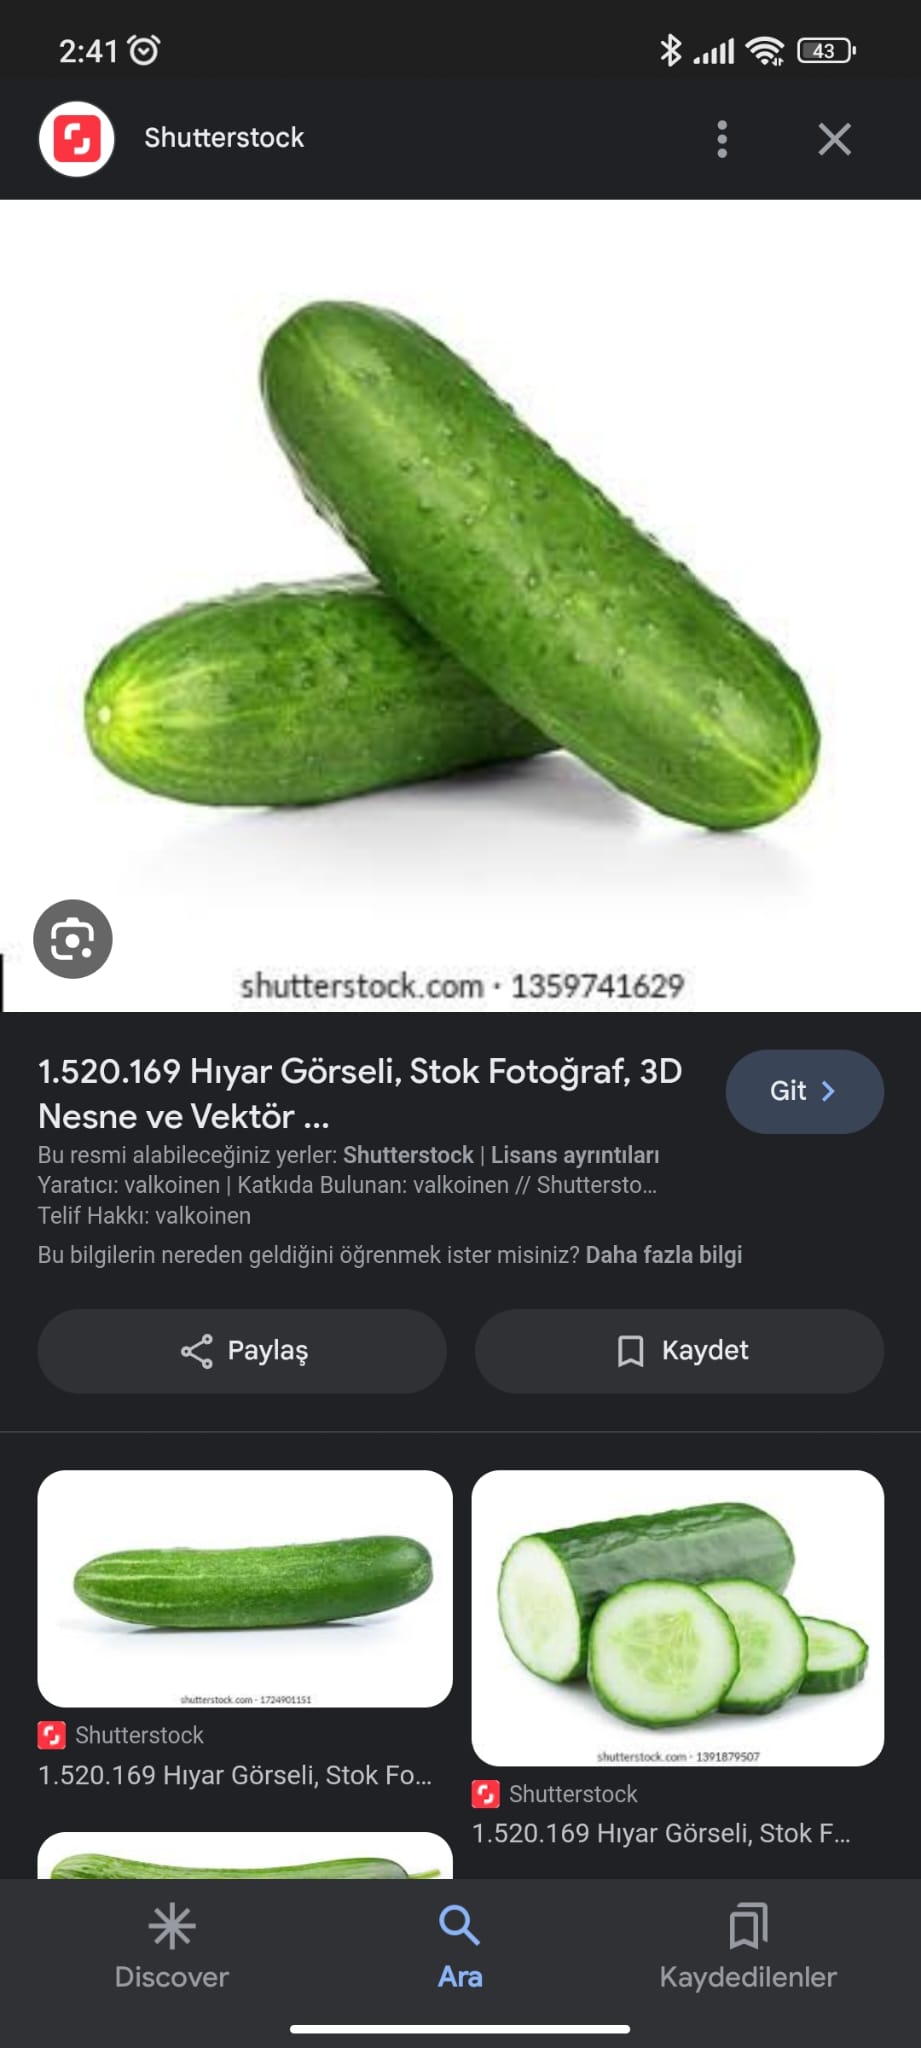 2:41
43
Shutterstock
shutterstock.com · 1359741629
1.520.169 Hıyar Görseli, Stok Fotoğraf, 3D
Nesne ve Vektör ...
Git
Bu resmi alabileceğiniz yerler: Shutterstock | Lisans ayrıntıları
Yaratıcı: valkoinen | Katkıda Bulunan: valkoinen // Shuttersto...
Telif Hakkı: valkoinen
Bu bilgilerin nereden geldiğini öğrenmek ister misiniz? Daha fazla bilgi
Paylaş
Kaydet
shutterstock.com · 1724901151
Shutterstock
1.520.169 Hıyar Görseli, Stok Fo...
shutterstock.com · 1391879507
Shutterstock
1.520.169 Hıyar Görseli, Stok F...
Discover
Ara
Kaydedilenler